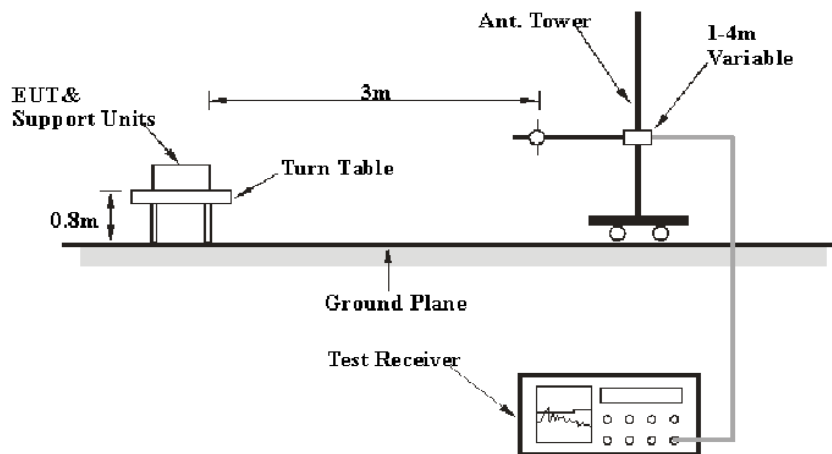 Ant. Tower
1-4m
Variable
EUT&
Support Units
3m
Turn Table
0.8m
Ground Plane
Test Receiver